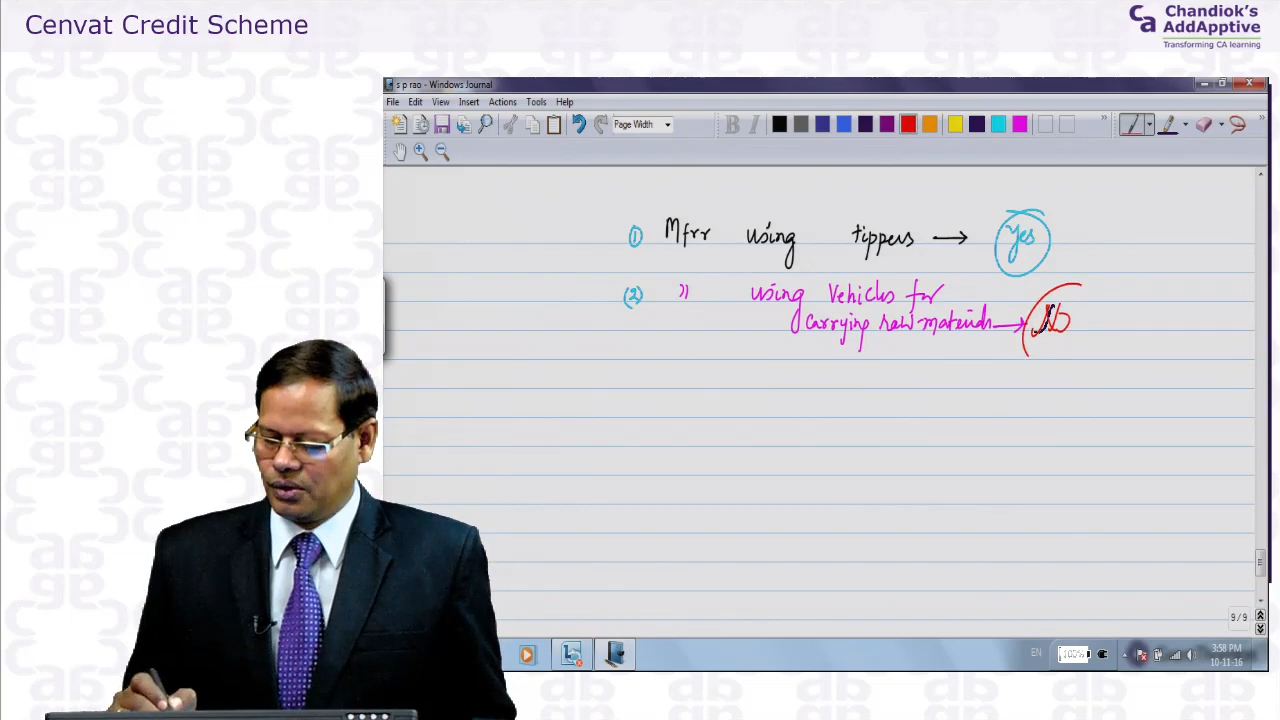 Cenvat Credit Scheme
Chandiok's
Ca AddApptive
Transforming CA learning
s p rao - Windows Journal
File Edit View Insert Actions Tools Help
Page Width
B I
① Mfrr using tippers → Yes
(2) " using Vehicles for
carrying raw materials → No
9/9
EN 100% 3:58 PM
10-11-16